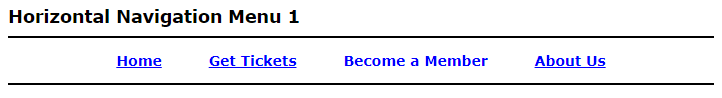 Horizontal Navigation Menu 1
Home Get Tickets Become a Member About Us